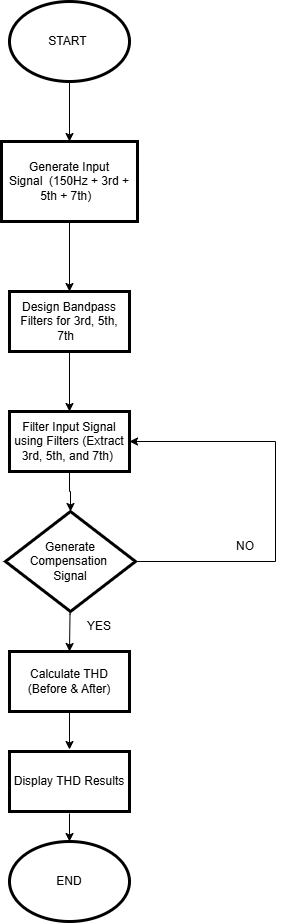 START
Generate Input
Signal (150Hz + 3rd +
5th + 7th)
Design Bandpass
Filters for 3rd, 5th,
7th
Filter Input Signal
using Filters (Extract
3rd, 5th, and 7th)
Generate
Compensation
Signal
NO
YES
Calculate THD
(Before & After)
Display THD Results
END